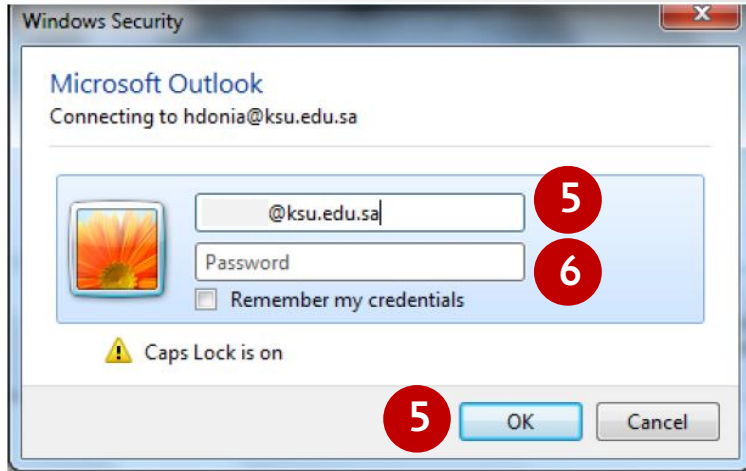 Windows Security
Microsoft Outlook
Connecting to hdonia@ksu.edu.sa
@ksu.edu.sa
5
Password
6
Remember my credentials
Caps Lock is on
5
OK
Cancel